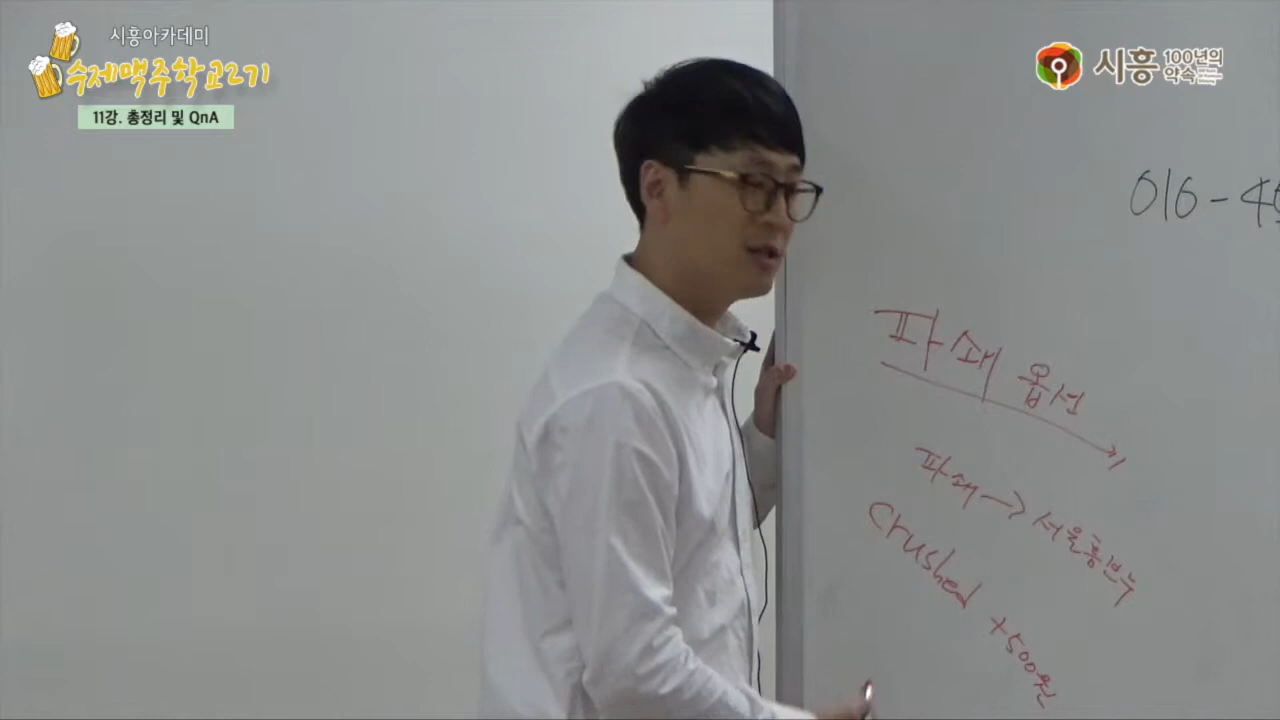 시흥아카데미
수제맥주학교2기
11강. 총정리 및 QnA
시흥 100년의 약속
010-4
파쇄 옵션
파쇄 → 서울홈브루
Crushed +500원